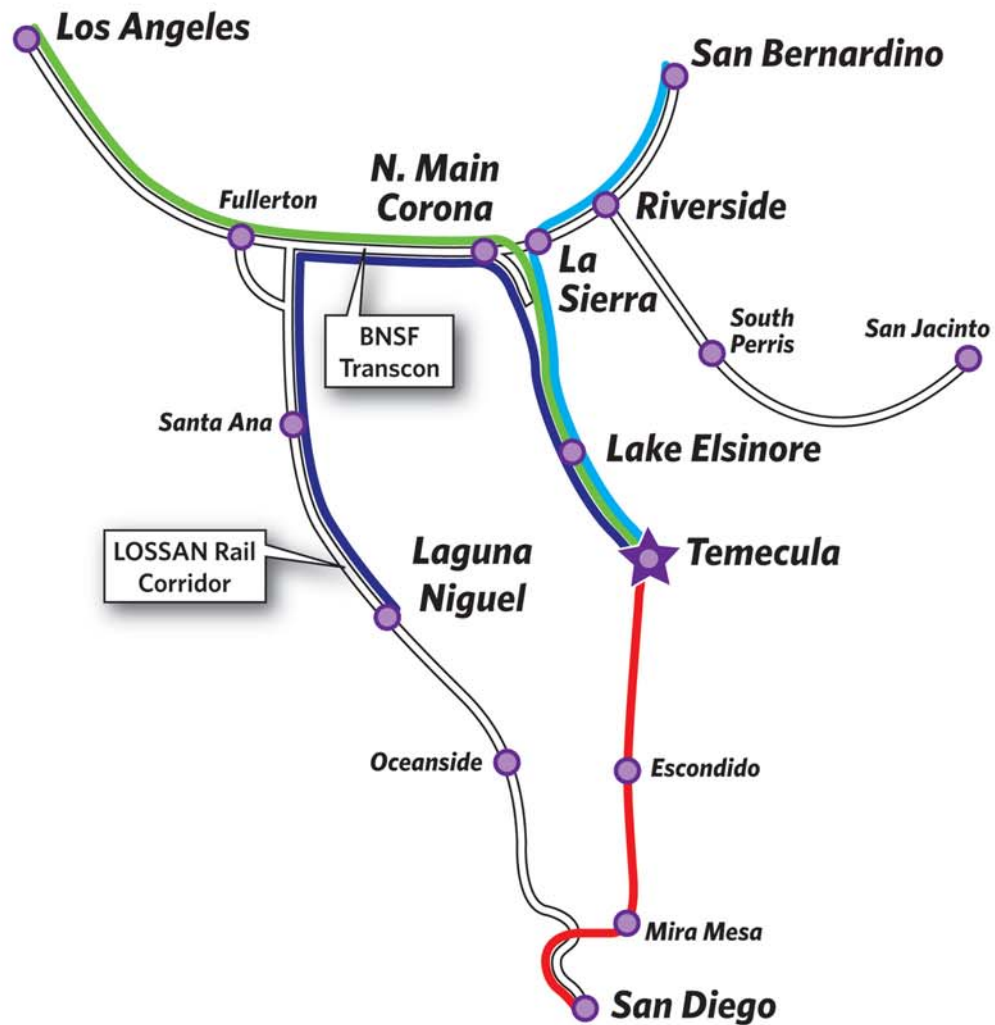 Los Angeles
San Bernardino
N. Main
Corona
Fullerton
Riverside
La
Sierra
BNSF
Transcon
South
Perris
San Jacinto
Santa Ana
Lake Elsinore
LOSSAN Rail
Corridor
Laguna
Niguel
Temecula
Oceanside
Escondido
Mira Mesa
San Diego